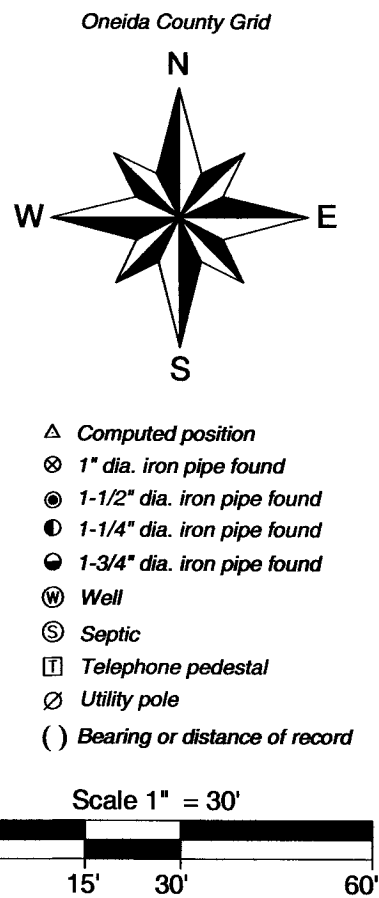 Oneida County Grid
N
W E
S
Computed position
1" dia. iron pipe found
1-1/2" dia. iron pipe found
1-1/4" dia. iron pipe found
1-3/4" dia. iron pipe found
W Well
S Septic
T Telephone pedestal
Utility pole
( ) Bearing or distance of record
Scale 1" = 30'
15' 30' 60'